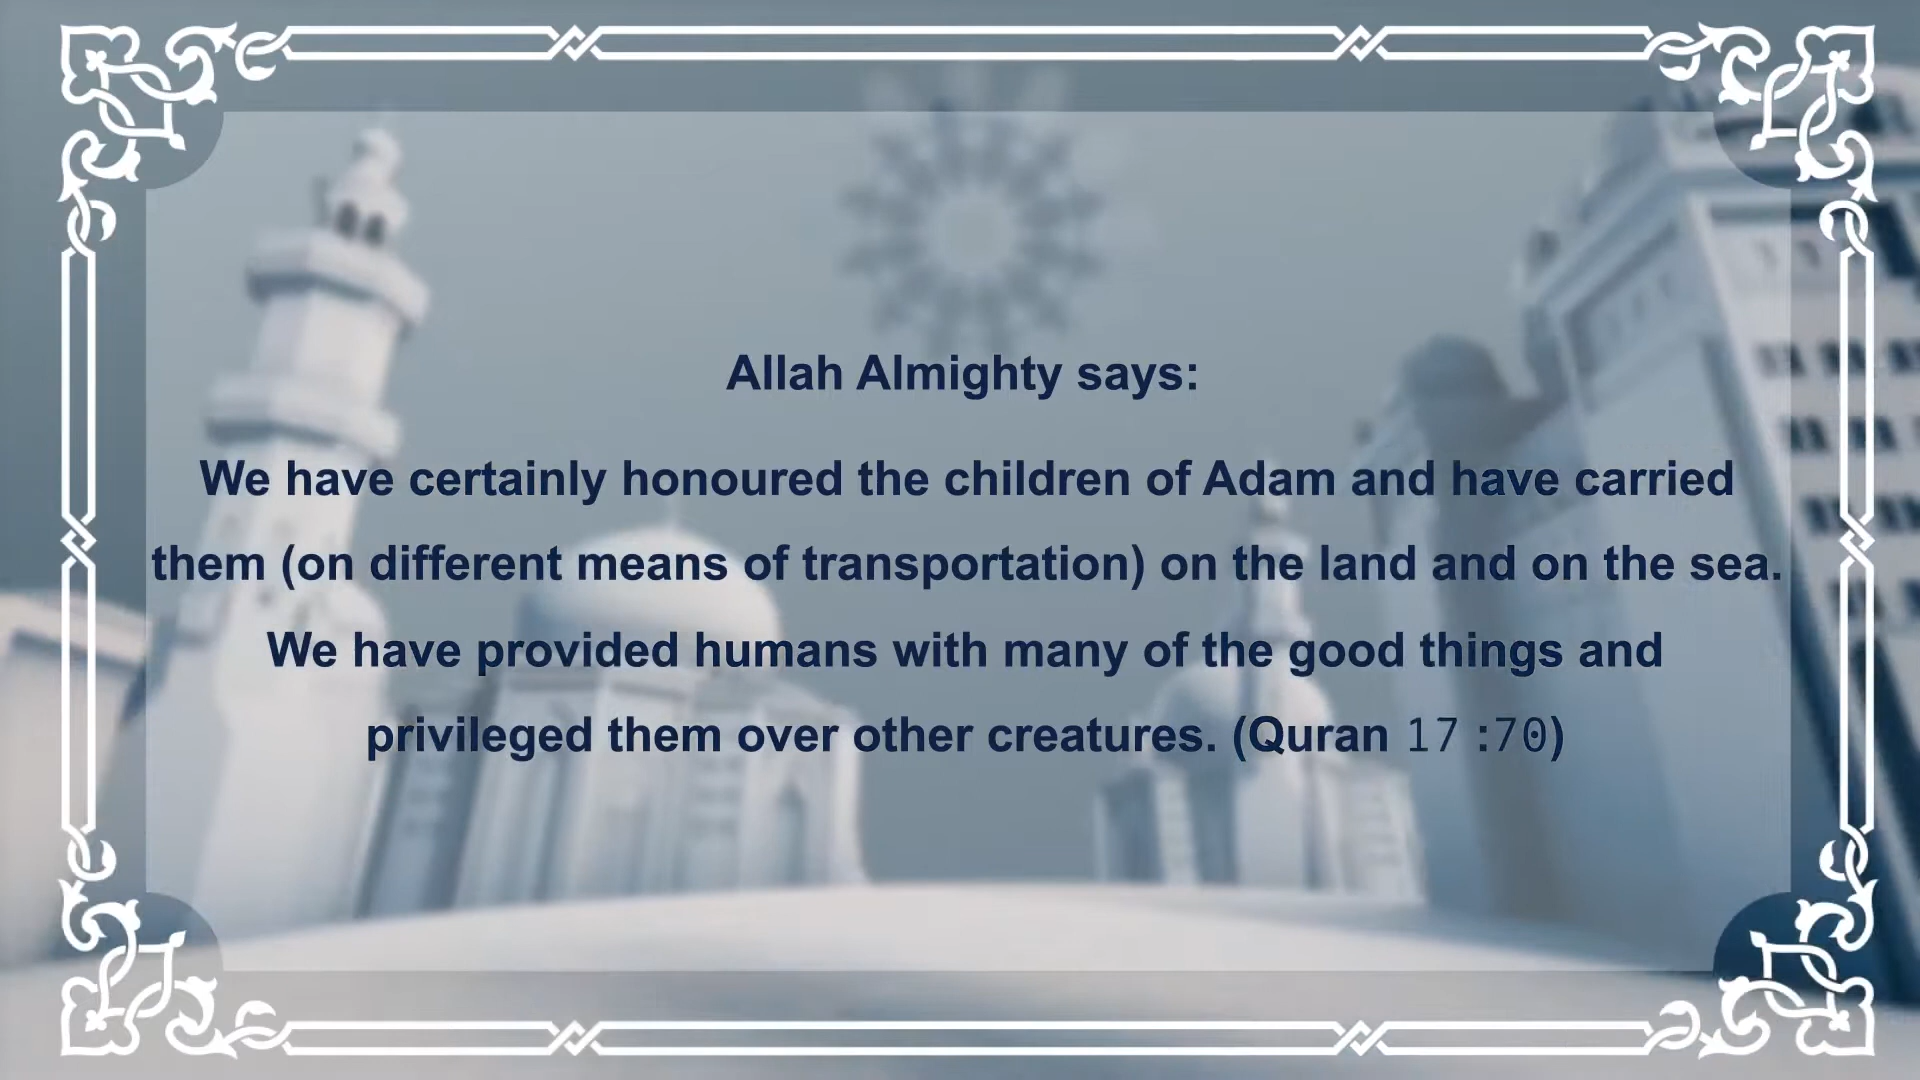 Allah Almighty says:
We have certainly honoured the children of Adam and have carried
them (on different means of transportation) on the land and on the sea.
We have provided humans with many of the good things and
privileged them over other creatures. (Quran 17 :70)